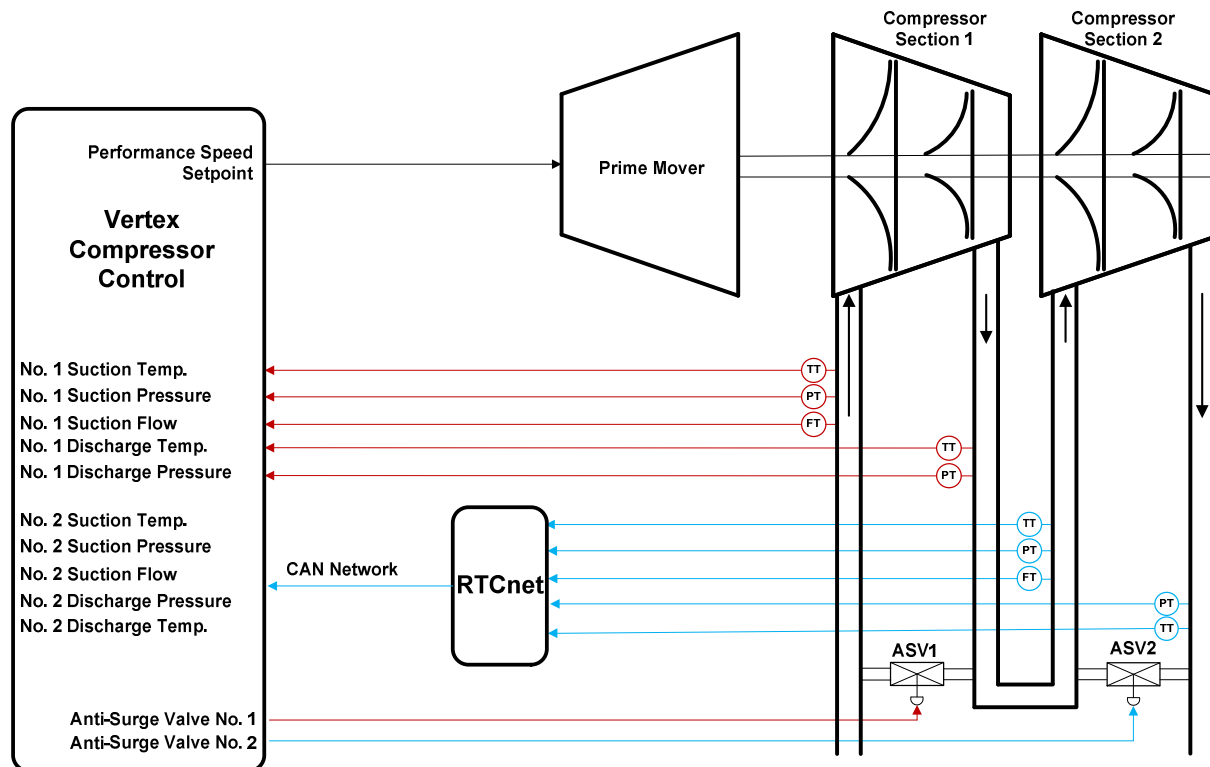 Compressor
Section 1
Compressor
Section 2
Performance Speed
Setpoint
Prime Mover
Vertex
Compressor
Control
No. 1 Suction Temp.
TT
No. 1 Suction Pressure
PT
No. 1 Suction Flow
FT
No. 1 Discharge Temp.
TT
No. 1 Discharge Pressure
PT
No. 2 Suction Temp.
TT
No. 2 Suction Pressure
PT
No. 2 Suction Flow
CAN Network
RTCnet
FT
No. 2 Discharge Pressure
PT
No. 2 Discharge Temp.
TT
ASV1
ASV2
Anti-Surge Valve No. 1
Anti-Surge Valve No. 2